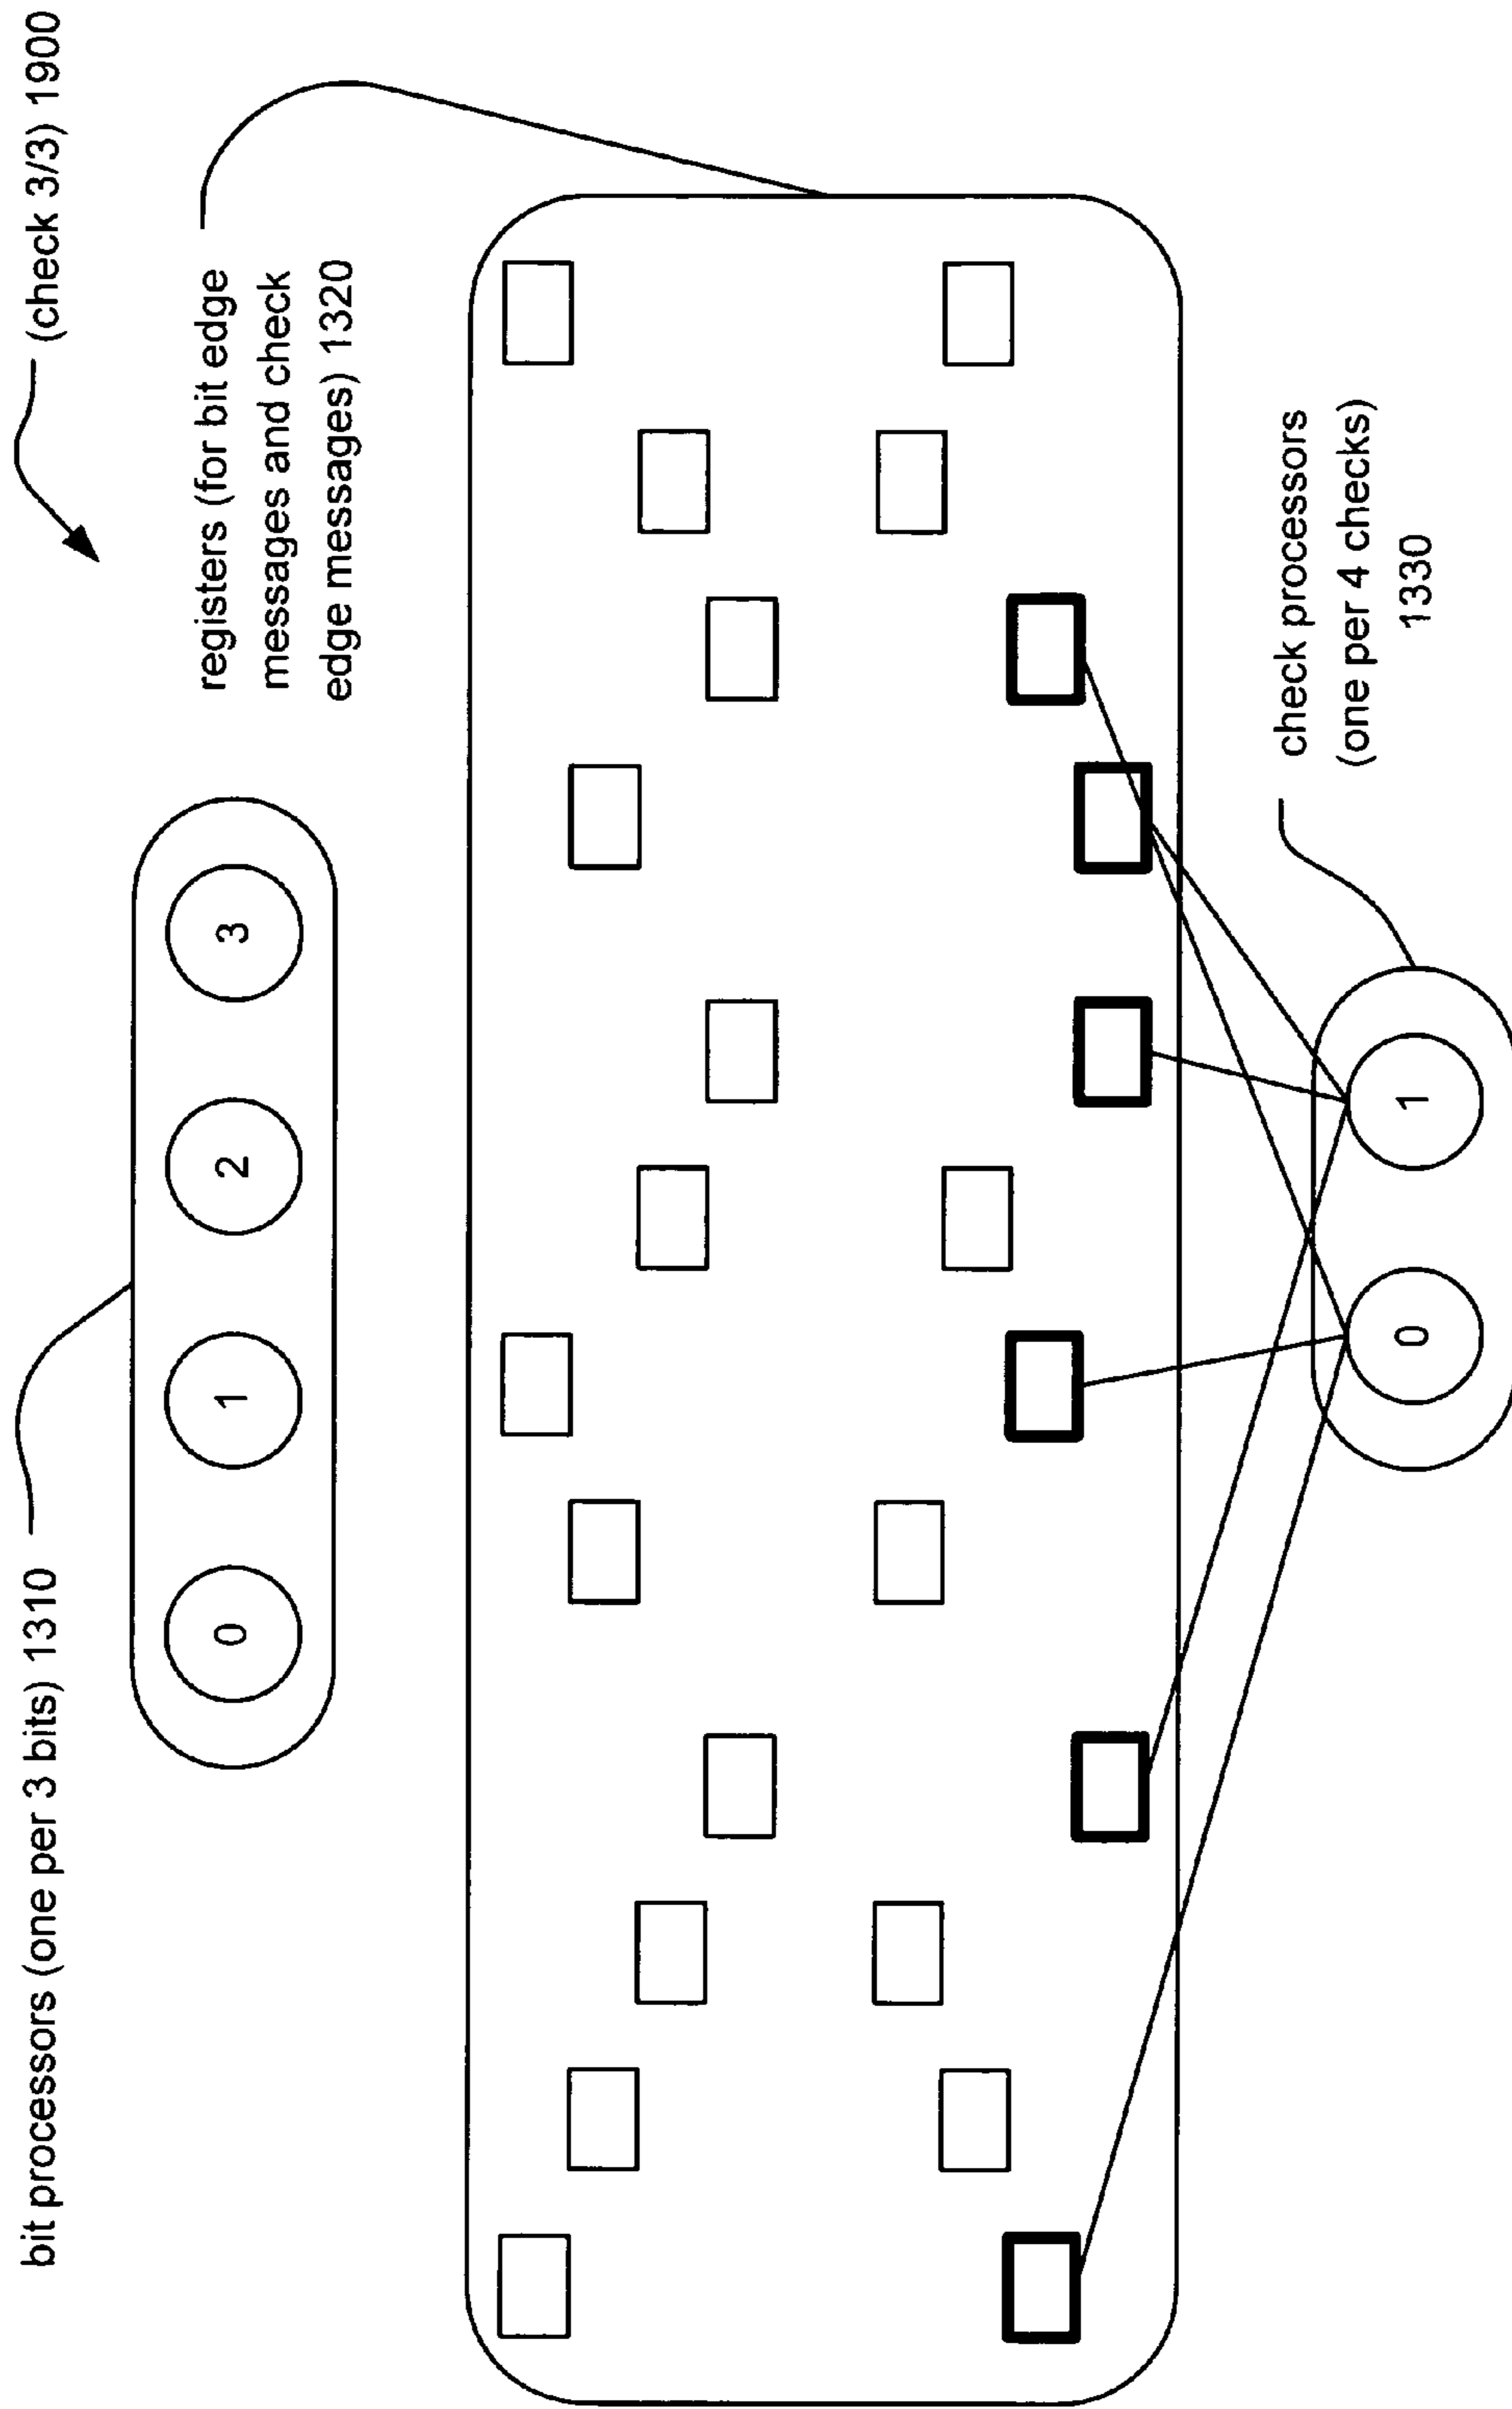 (check 3/3) 1900
bit processors (one per 3 bits) 1310
registers (for bit edge
messages and check
edge messages) 1320
0
1
2
3
0
1
check processors
(one per 4 checks)
1330